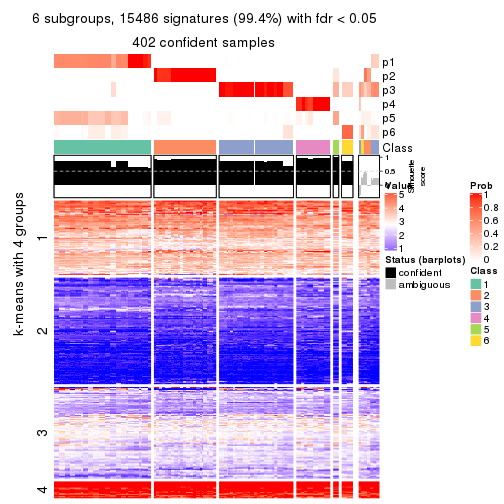 6 subgroups, 15486 signatures (99.4%) with fdr < 0.05
402 confident samples
p1
p2
p3
p4
p5
p6
Class
1
0.5
0
Silhouette
score
k-means with 4 groups
1
2
3
4
Value
5
4
3
2
1
Status (barplots)
confident
ambiguous
Prob
1
0.8
0.6
0.4
0.2
0
Class
1
2
3
4
5
6